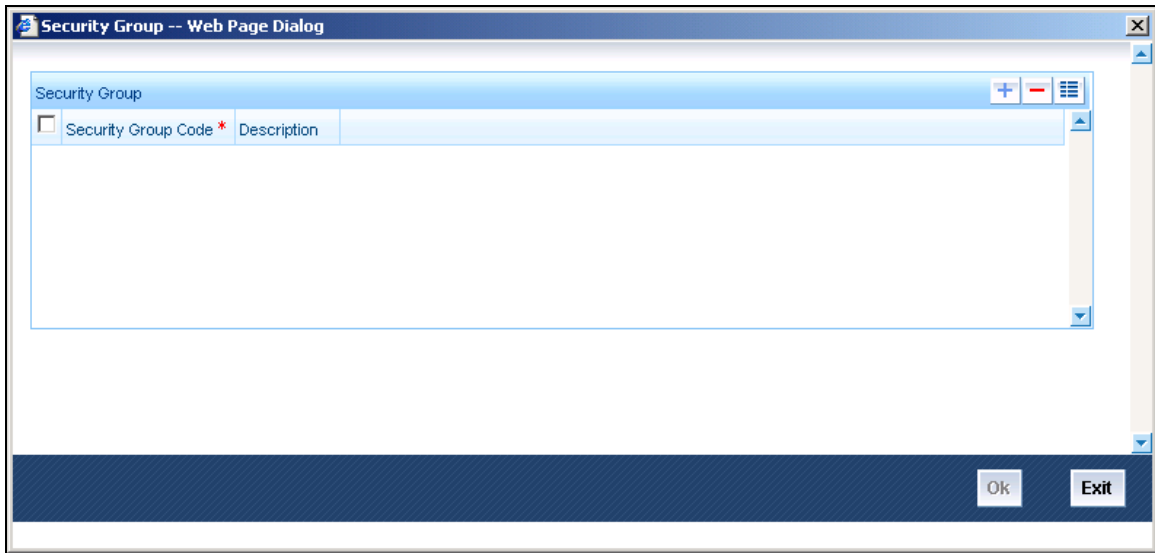 Security Group -- Web Page Dialog
Security Group
Security Group Code * Description
Ok Exit